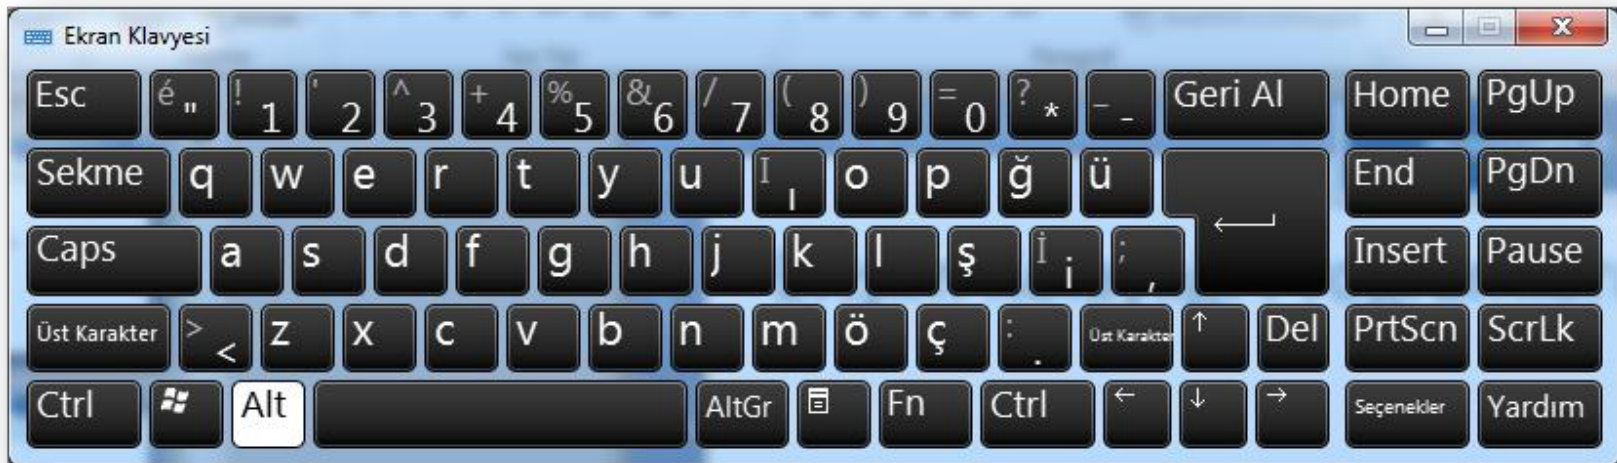 Ekran Klavyesi
Esc é " ! 1 ' 2 ^ 3 + 4 % 5 & 6 / 7 ( 8 ) 9 = 0 ? * _ - Geri Al Home PgUp
Sekme q w e r t y u I ı o p ğ ü End PgDn
Caps a s d f g h j k l ş İ i ; , Insert Pause
Üst Karakter > < z x c v b n m ö ç : . Üst Karakter ↑ Del PrtScn ScrLk
Ctrl Alt AltGr Fn Ctrl ← ↓ → Seçenekler Yardım